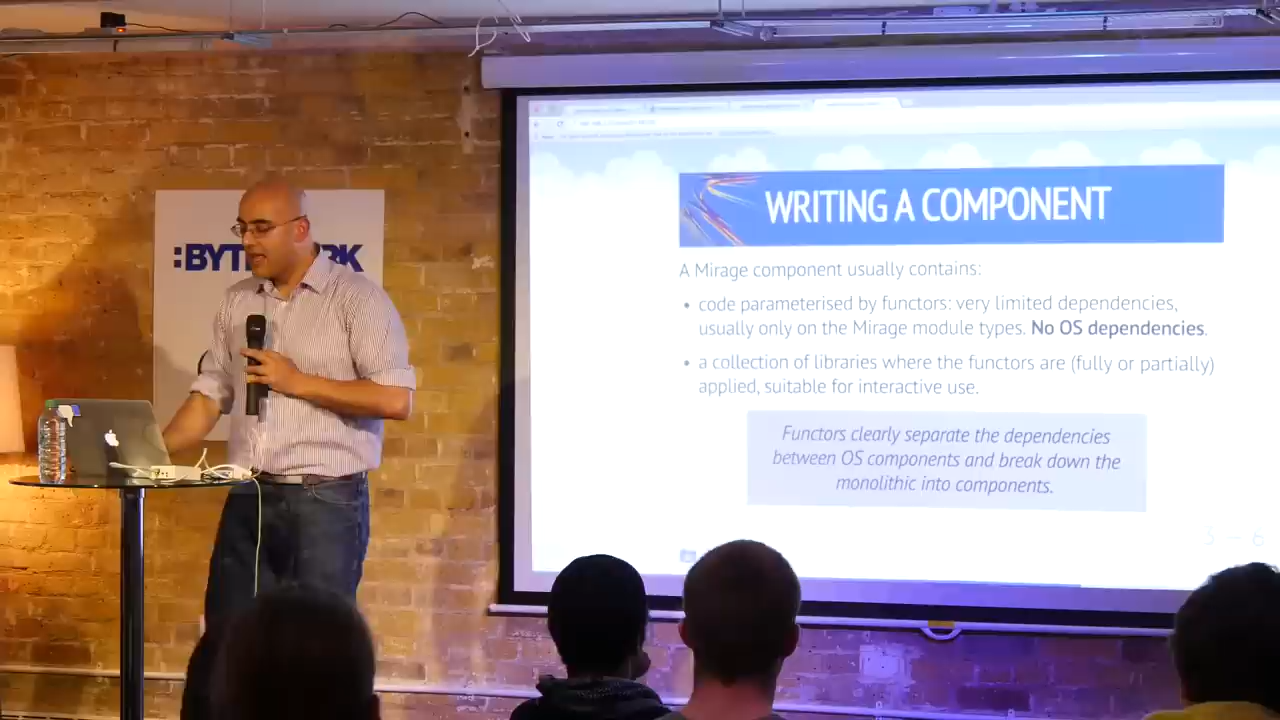 :BYT RK
WRITING A COMPONENT
A Mirage component usually contains:
• code parameterised by functors: very limited dependencies,
usually only on the Mirage module types. No OS dependencies.
• a collection of libraries where the functors are (fully or partially)
applied, suitable for interactive use.
Functors clearly separate the dependencies
between OS components and break down the
monolithic into components.